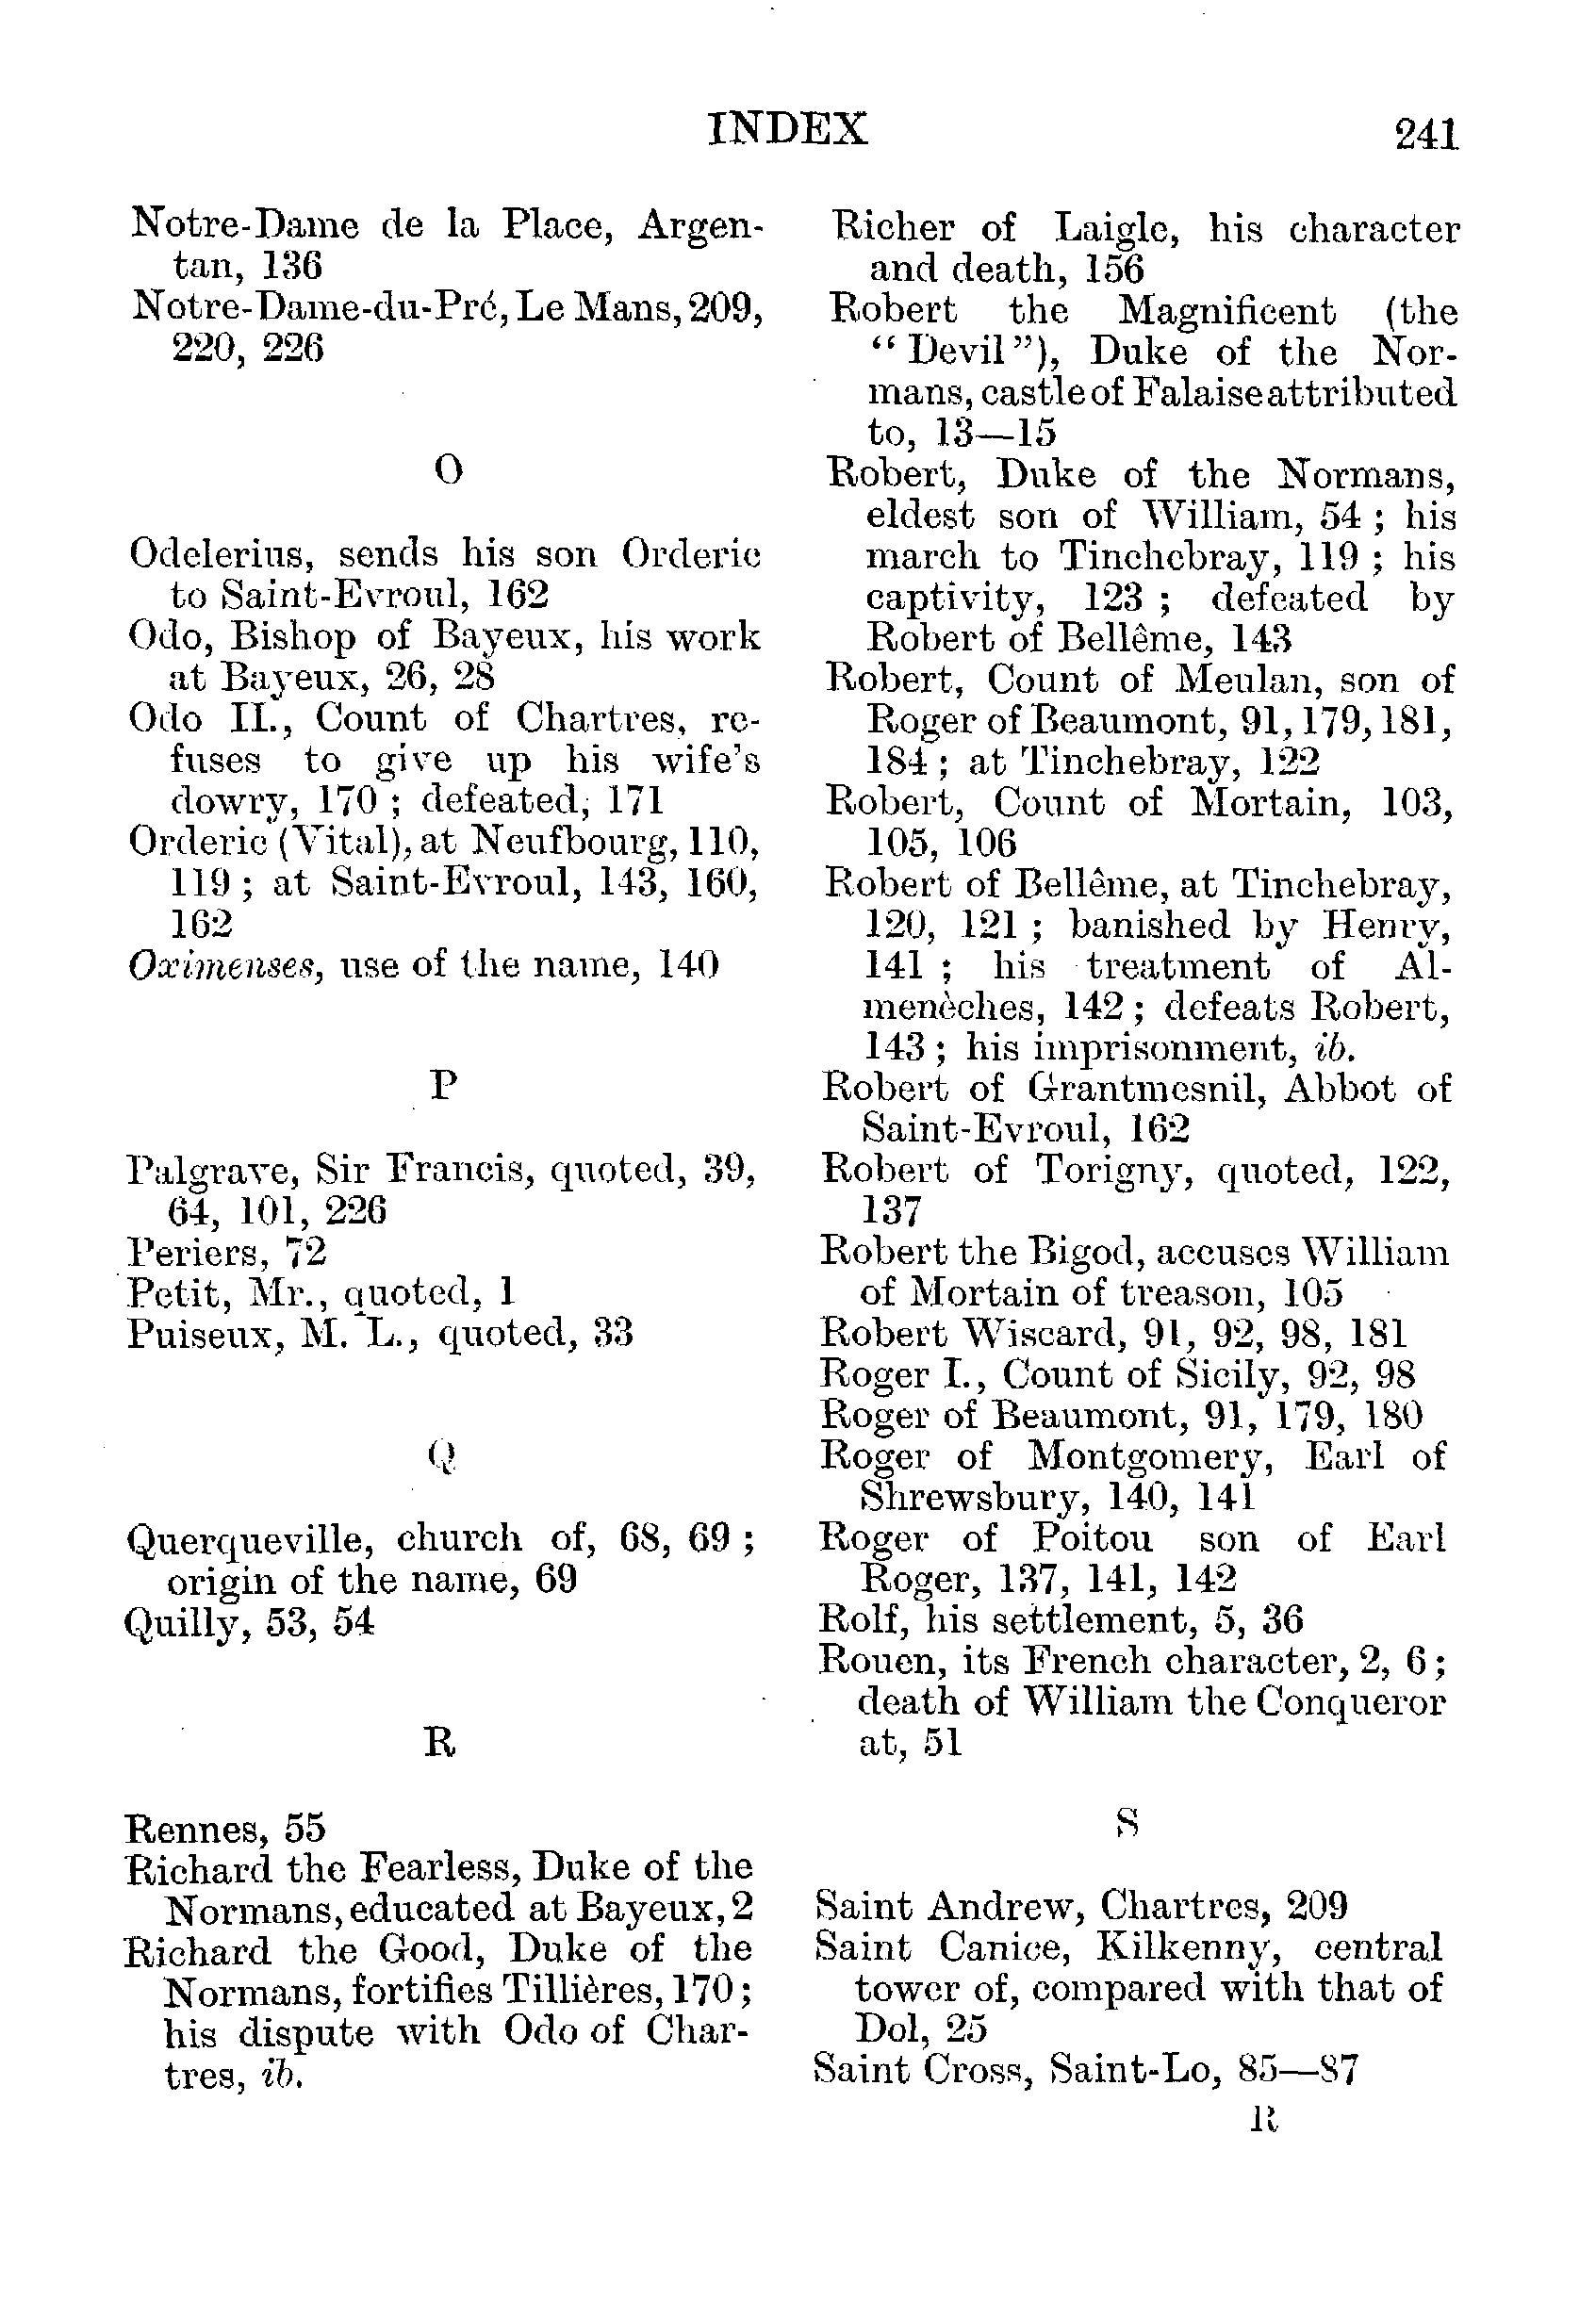 INDEX 241
Notre-Dame de la Place, Argen-
tan, 136
Notre-Dame-du-Pré, Le Mans, 209,
220, 226
O
Odelerius, sends his son Orderic
to Saint-Evroul, 162
Odo, Bishop of Bayeux, his work
at Bayeux, 26, 28
Odo II., Count of Chartres, re-
fuses to give up his wife's
dowry, 170 ; defeated, 171
Orderic (Vital), at Neufbourg, 110,
119 ; at Saint-Evroul, 143, 160,
162
Oximenses, use of the name, 140
P
Palgrave, Sir Francis, quoted, 39,
64, 101, 226
Periers, 72
Petit, Mr., quoted, 1
Puiseux, M. L., quoted, 33
Q
Querqueville, church of, 68, 69 ;
origin of the name, 69
Quilly, 53, 54
R
Rennes, 55
Richard the Fearless, Duke of the
Normans, educated at Bayeux, 2
Richard the Good, Duke of the
Normans, fortifies Tillières, 170 ;
his dispute with Odo of Char-
tres, ib.
Richer of Laigle, his character
and death, 156
Robert the Magnificent (the
“ Devil ”), Duke of the Nor-
mans, castle of Falaise attributed
to, 13—15
Robert, Duke of the Normans,
eldest son of William, 54 ; his
march to Tinchebray, 119 ; his
captivity, 123 ; defeated by
Robert of Bellême, 143
Robert, Count of Meulan, son of
Roger of Beaumont, 91, 179, 181,
184 ; at Tinchebray, 122
Robert, Count of Mortain, 103,
105, 106
Robert of Bellême, at Tinchebray,
120, 121 ; banished by Henry,
141 ; his treatment of Al-
menèches, 142 ; defeats Robert,
143 ; his imprisonment, ib.
Robert of Grantmesnil, Abbot of
Saint-Evroul, 162
Robert of Torigny, quoted, 122,
137
Robert the Bigod, accuses William
of Mortain of treason, 105
Robert Wiscard, 91, 92, 98, 181
Roger I., Count of Sicily, 92, 98
Roger of Beaumont, 91, 179, 180
Roger of Montgomery, Earl of
Shrewsbury, 140, 141
Roger of Poitou son of Earl
Roger, 137, 141, 142
Rolf, his settlement, 5, 36
Rouen, its French character, 2, 6 ;
death of William the Conqueror
at, 51
S
Saint Andrew, Chartres, 209
Saint Canice, Kilkenny, central
tower of, compared with that of
Dol, 25
Saint Cross, Saint-Lo, 85—87
R